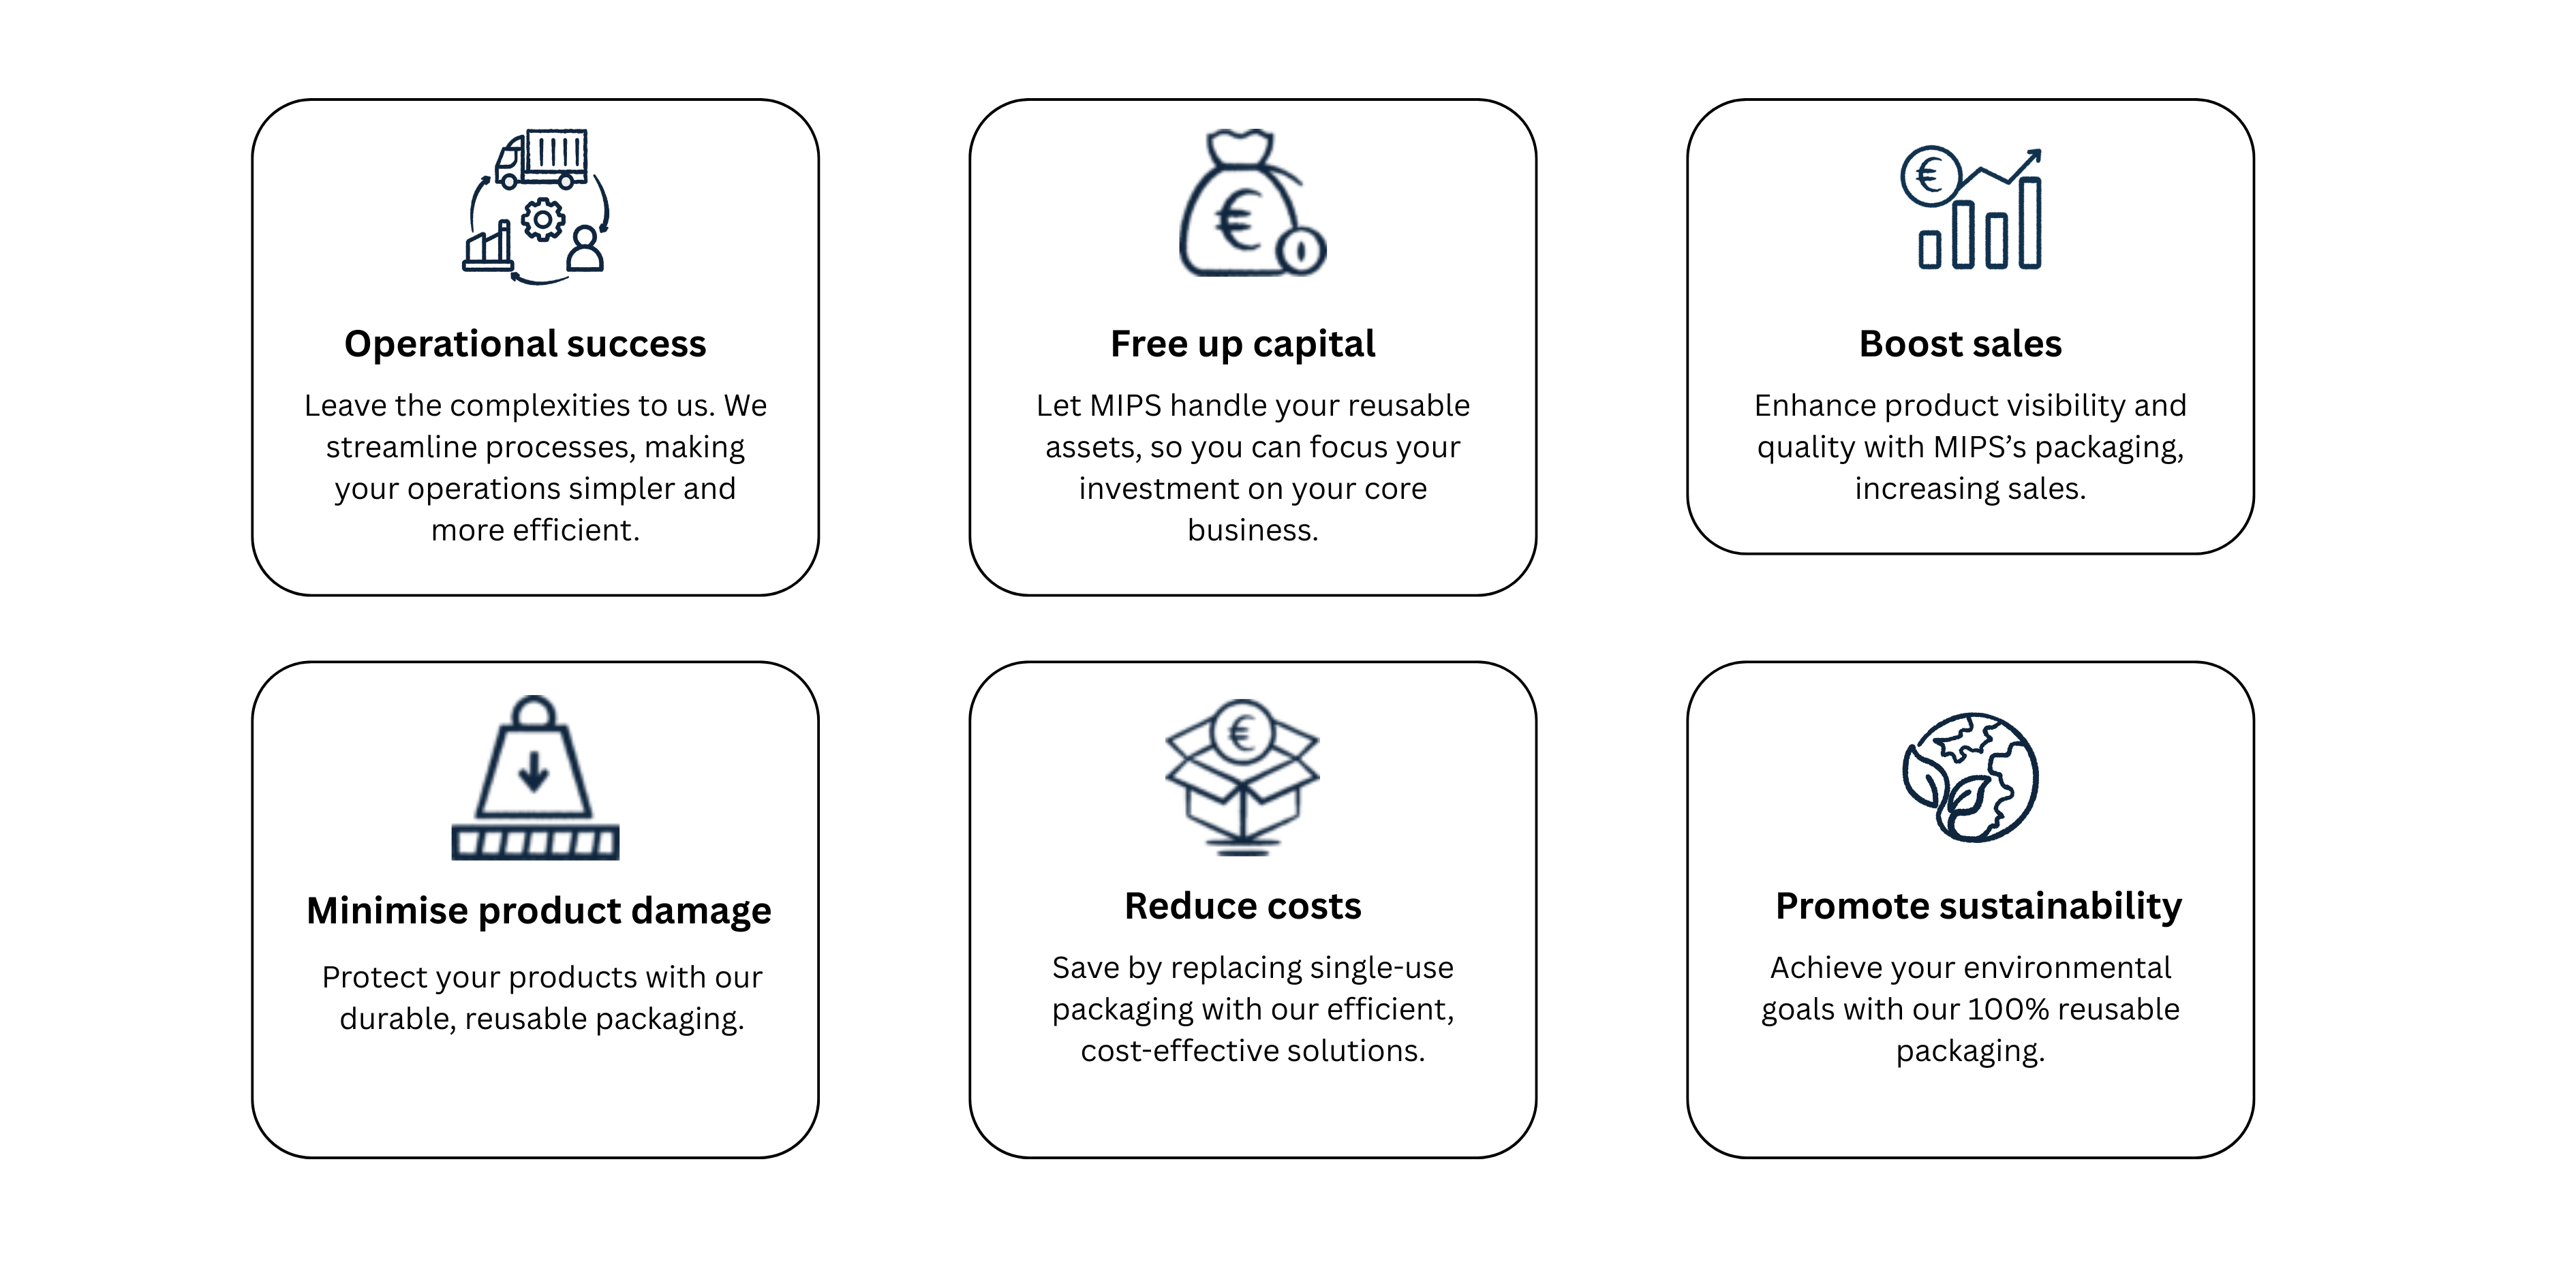 Operational success
Leave the complexities to us. We
streamline processes, making
your operations simpler and
more efficient.
€
Free up capital
Let MIPS handle your reusable
assets, so you can focus your
investment on your core
business.
€
Boost sales
Enhance product visibility and
quality with MIPS’s packaging,
increasing sales.
Minimise product damage
Protect your products with our
durable, reusable packaging.
€
Reduce costs
Save by replacing single-use
packaging with our efficient,
cost-effective solutions.
Promote sustainability
Achieve your environmental
goals with our 100% reusable
packaging.